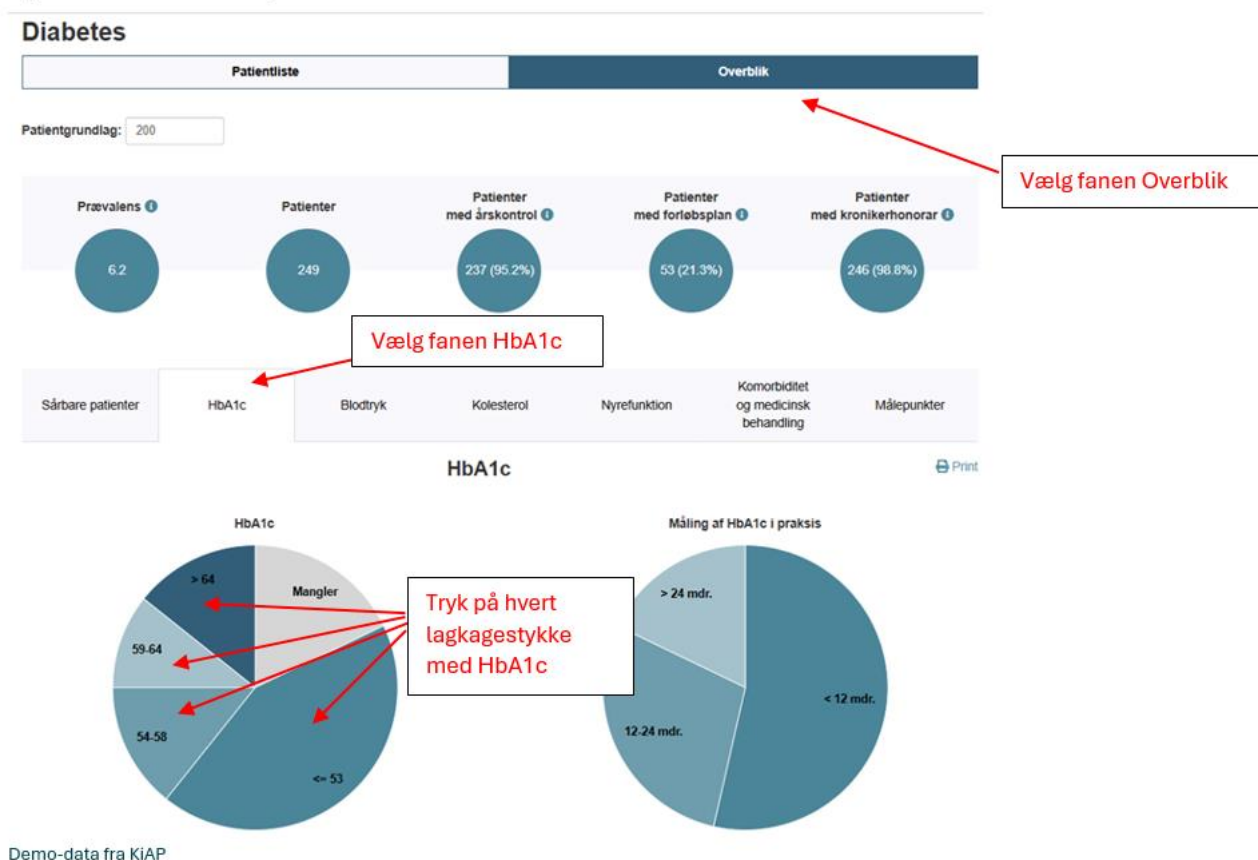 Diabetes
Patientliste
Overblik
Patientgrundlag: 200
Vælg fanen Overblik
Prævalens
Patienter
Patienter
med årskontrol
Patienter
med forløbsplan
Patienter
med kronikerhonorar
6.2
249
237 (95.2%)
53 (21.3%)
246 (98.8%)
Vælg fanen HbA1c
Sårbare patienter
HbA1c
Blodtryk
Kolesterol
Nyrefunktion
Komorbiditet
og medicinsk
behandling
Målepunkter
HbA1c
Print
HbA1c
> 64
Mangler
59-64
54-58
<= 53
Tryk på hvert
lagkagestykke
med HbA1c
Måling af HbA1c i praksis
> 24 mdr.
< 12 mdr.
12-24 mdr.
Demo-data fra KiAP